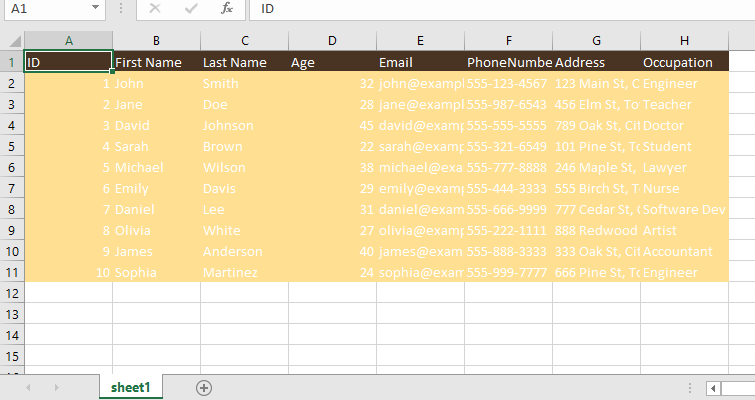 A1 fx ID
A B C D E F G H
1 ID First Name Last Name Age Email PhoneNumbe Address Occupation
2 1 John Smith 32 john@exampl 555-123-4567 123 Main St, C Engineer
3 2 Jane Doe 28 jane@exampl 555-987-6543 456 Elm St, To Teacher
4 3 David Johnson 45 david@examp 555-555-5555 789 Oak St, Cit Doctor
5 4 Sarah Brown 22 sarah@examp 555-321-6549 101 Pine St, To Student
6 5 Michael Wilson 38 michael@exa 555-777-8888 246 Maple St, Lawyer
7 6 Emily Davis 29 emily@examp 555-444-3333 555 Birch St, T Nurse
8 7 Daniel Lee 31 daniel@exam 555-666-9999 777 Cedar St, Software Dev
9 8 Olivia White 27 olivia@examp 555-222-1111 888 Redwood Artist
10 9 James Anderson 40 james@exam 555-888-3333 333 Oak St, Cit Accountant
11 10 Sophia Martinez 24 sophia@exam 555-999-7777 666 Pine St, To Engineer
12
13
14
15
sheet1